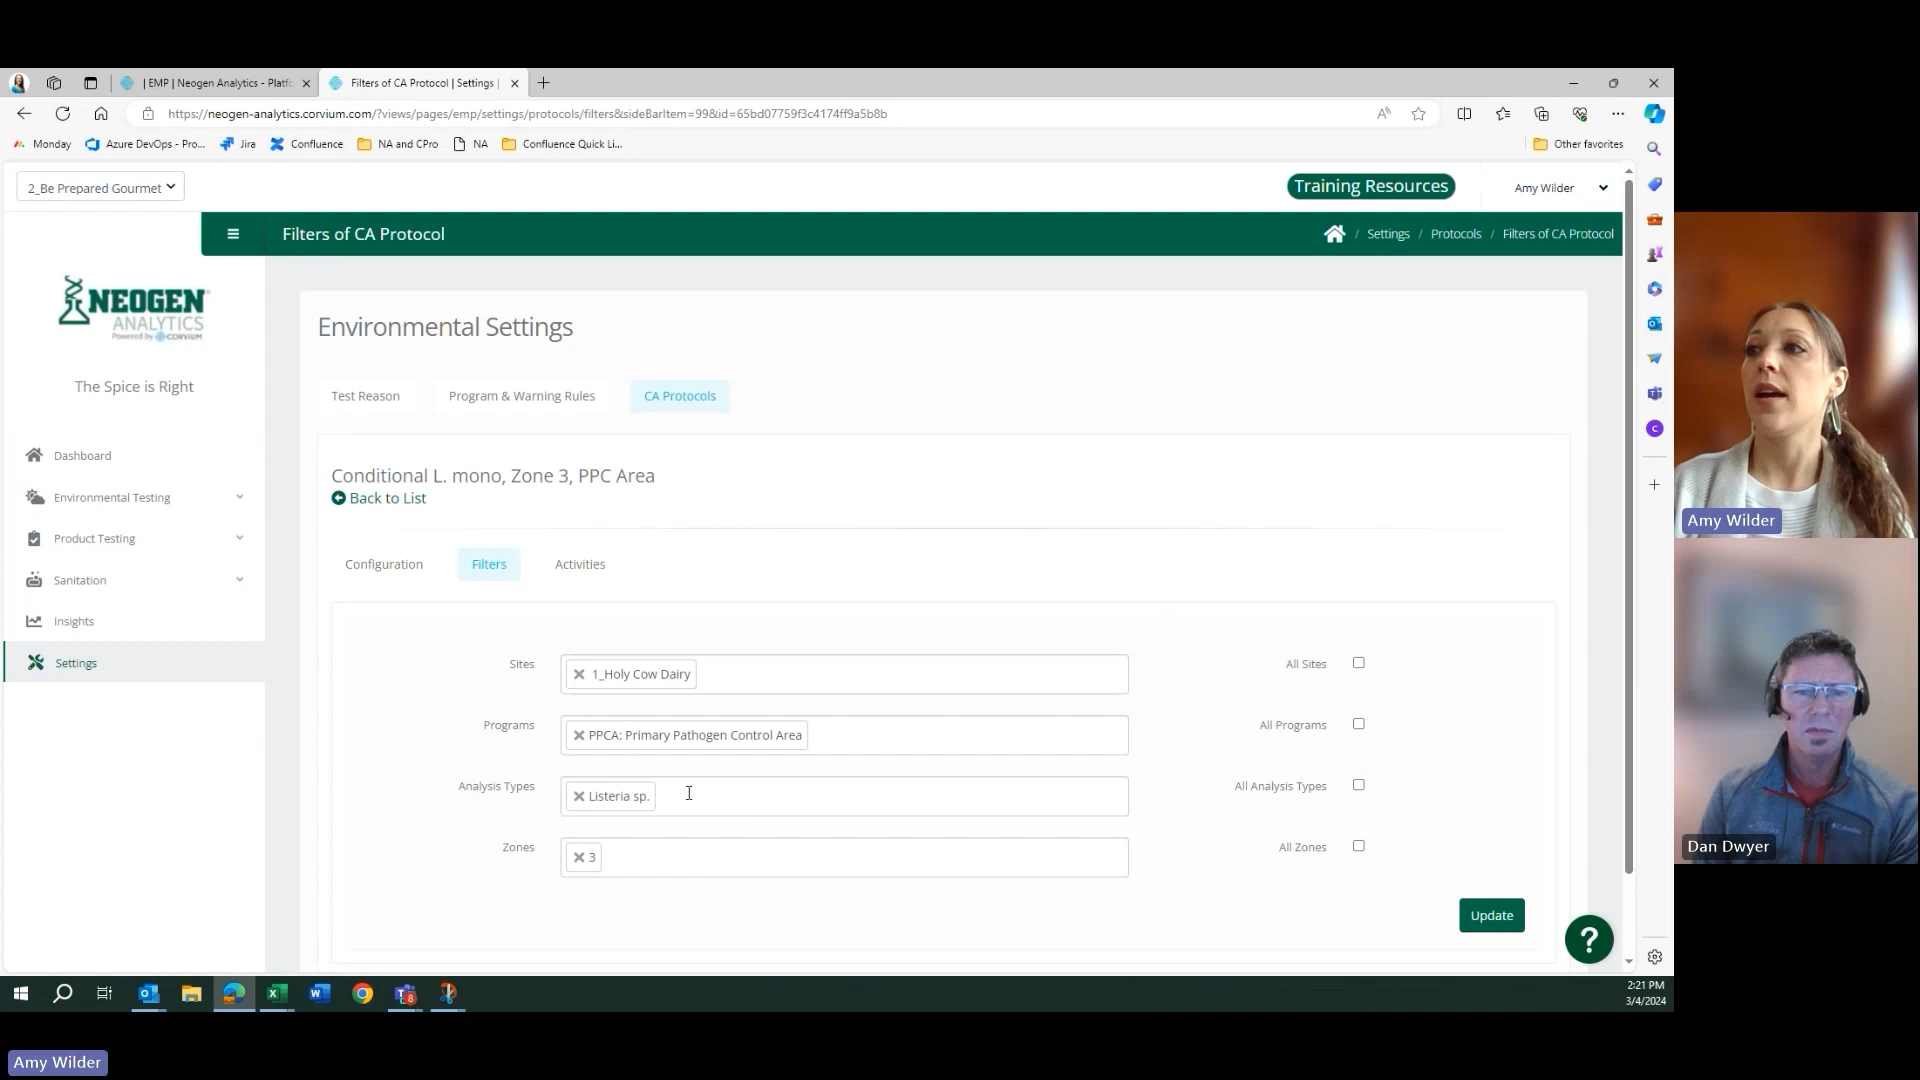 | EMP | Neogen Analytics - Platfo
Filters of CA Protocol | Settings |
https://neogen-analytics.corvium.com/?views/pages/emp/settings/protocols/filters&sideBarItem=99&id=65bd07759f3c4174ff9a5b8b
Monday
Azure DevOps - Pro...
Jira
Confluence
NA and CPro
NA
Confluence Quick Li...
Other favorites
2_Be Prepared Gourmet
Training Resources
Amy Wilder
Filters of CA Protocol
/ Settings / Protocols / Filters of CA Protocol
NEOGEN
ANALYTICS
Powered by CORVIUM
The Spice is Right
Dashboard
Environmental Testing
Product Testing
Sanitation
Insights
Settings
Environmental Settings
Test Reason
Program & Warning Rules
CA Protocols
Conditional L. mono, Zone 3, PPC Area
Back to List
Configuration
Filters
Activities
Sites
1_Holy Cow Dairy
All Sites
Programs
PPCA: Primary Pathogen Control Area
All Programs
Analysis Types
Listeria sp.
All Analysis Types
Zones
3
All Zones
Update
?
Amy Wilder
Columbia
Dan Dwyer
2:21 PM
3/4/2024
Amy Wilder